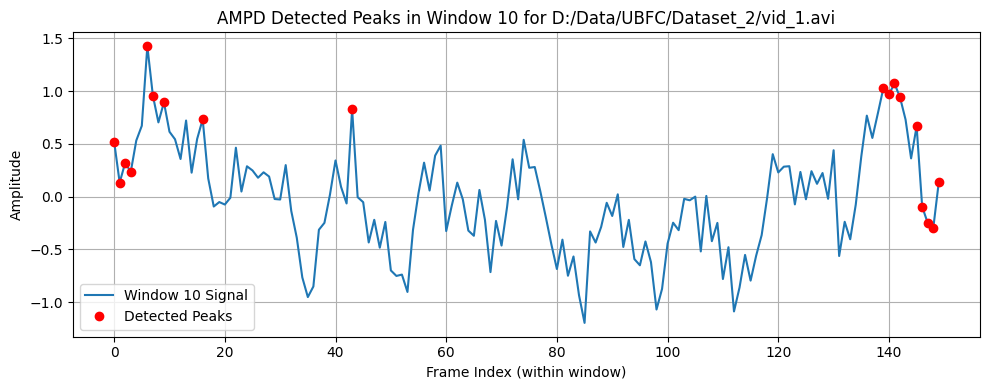 AMPD Detected Peaks in Window 10 for D:/Data/UBFC/Dataset_2/vid_1.avi
Amplitude
1.5
1.0
0.5
0.0
−0.5
−1.0
Window 10 Signal
Detected Peaks
0 20 40 60 80 100 120 140
Frame Index (within window)